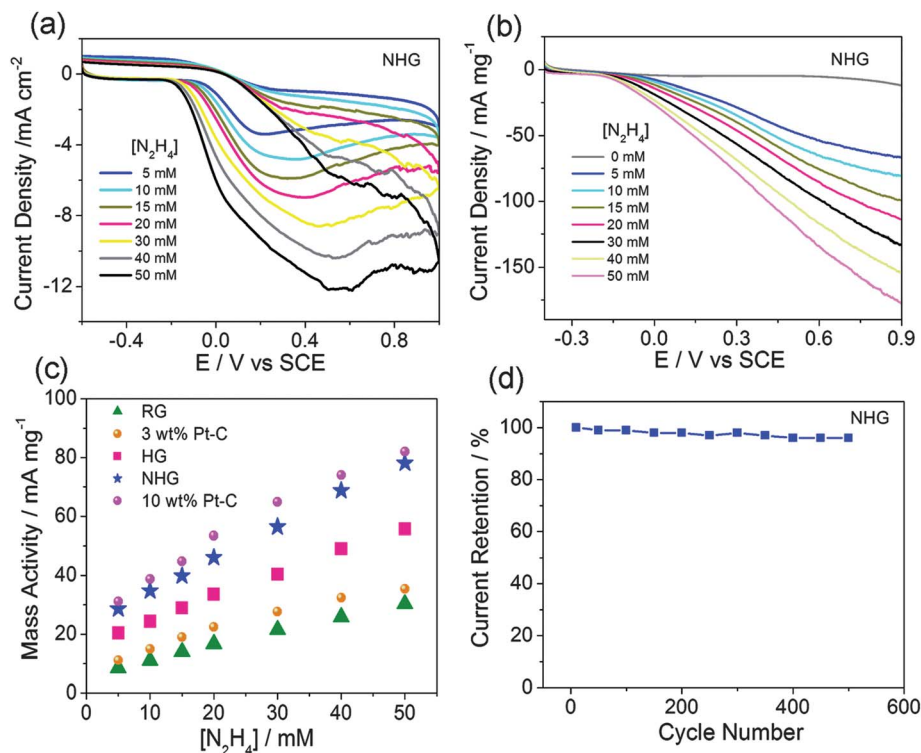 (a)
NHG
Current Density /mA cm⁻²
0
-4
-8
-12
[N₂H₄]
5 mM
10 mM
15 mM
20 mM
30 mM
40 mM
50 mM
-0.4
0.0
0.4
0.8
E / V vs SCE
(b)
NHG
Current Density / mA mg⁻¹
0
-50
-100
-150
[N₂H₄]
0 mM
5 mM
10 mM
15 mM
20 mM
30 mM
40 mM
50 mM
-0.3
0.0
0.3
0.6
0.9
E / V vs SCE
(c)
Mass Activity / mA mg⁻¹
100
80
60
40
20
0
RG
3 wt% Pt-C
HG
NHG
10 wt% Pt-C
0
10
20
30
40
50
[N₂H₄] / mM
(d)
NHG
Current Retention / %
100
80
60
40
20
0
0
200
400
600
Cycle Number